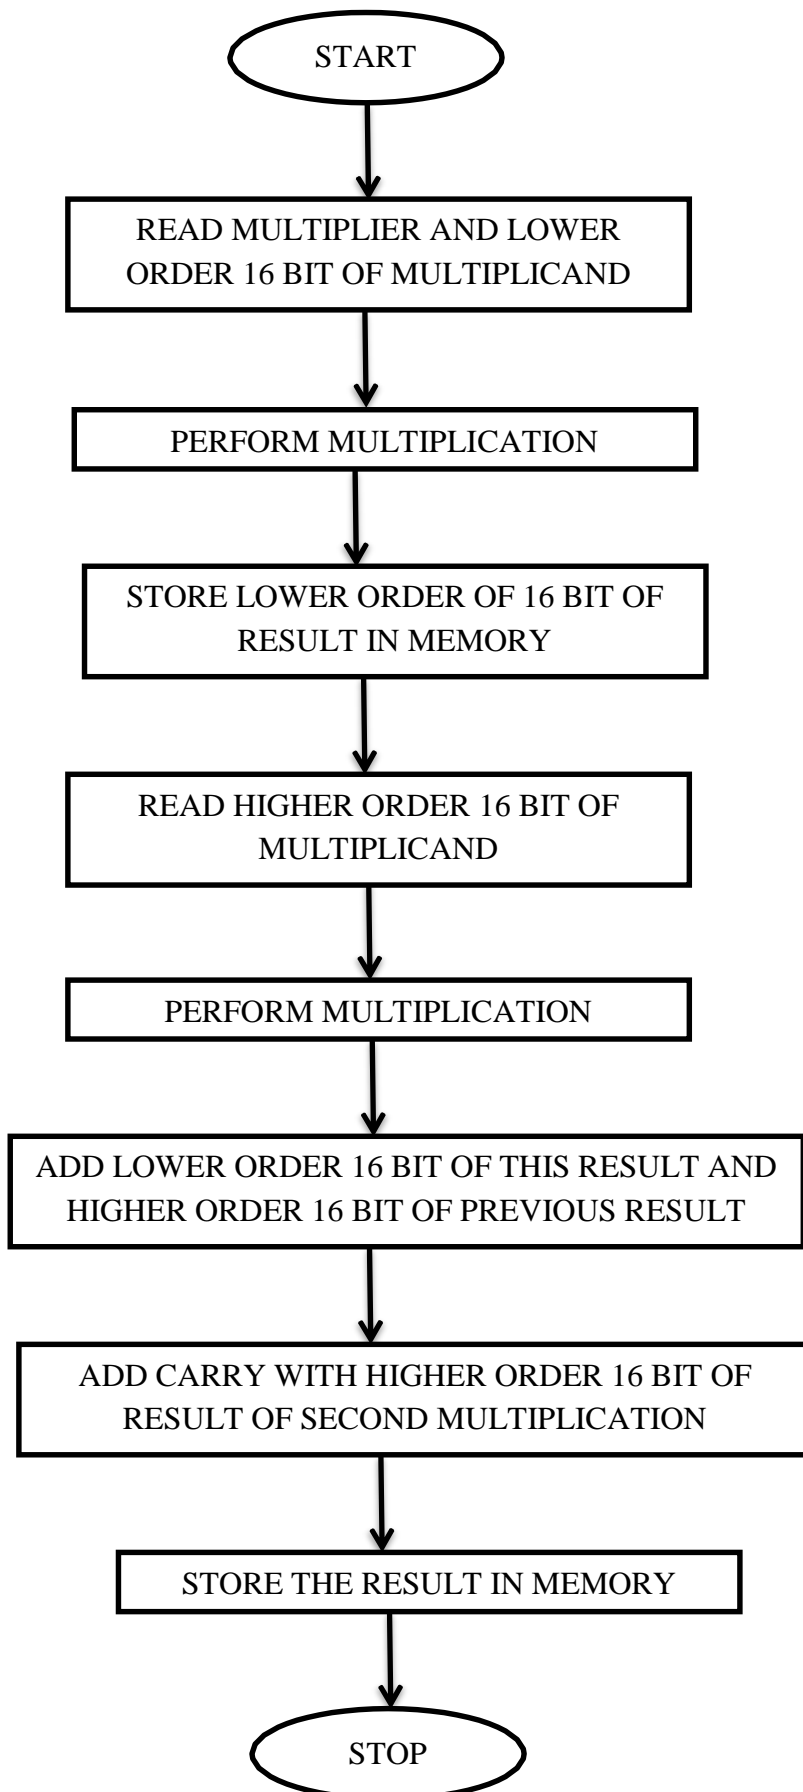 START
READ MULTIPLIER AND LOWER
ORDER 16 BIT OF MULTIPLICAND
PERFORM MULTIPLICATION
STORE LOWER ORDER OF 16 BIT OF
RESULT IN MEMORY
READ HIGHER ORDER 16 BIT OF
MULTIPLICAND
PERFORM MULTIPLICATION
ADD LOWER ORDER 16 BIT OF THIS RESULT AND
HIGHER ORDER 16 BIT OF PREVIOUS RESULT
ADD CARRY WITH HIGHER ORDER 16 BIT OF
RESULT OF SECOND MULTIPLICATION
STORE THE RESULT IN MEMORY
STOP